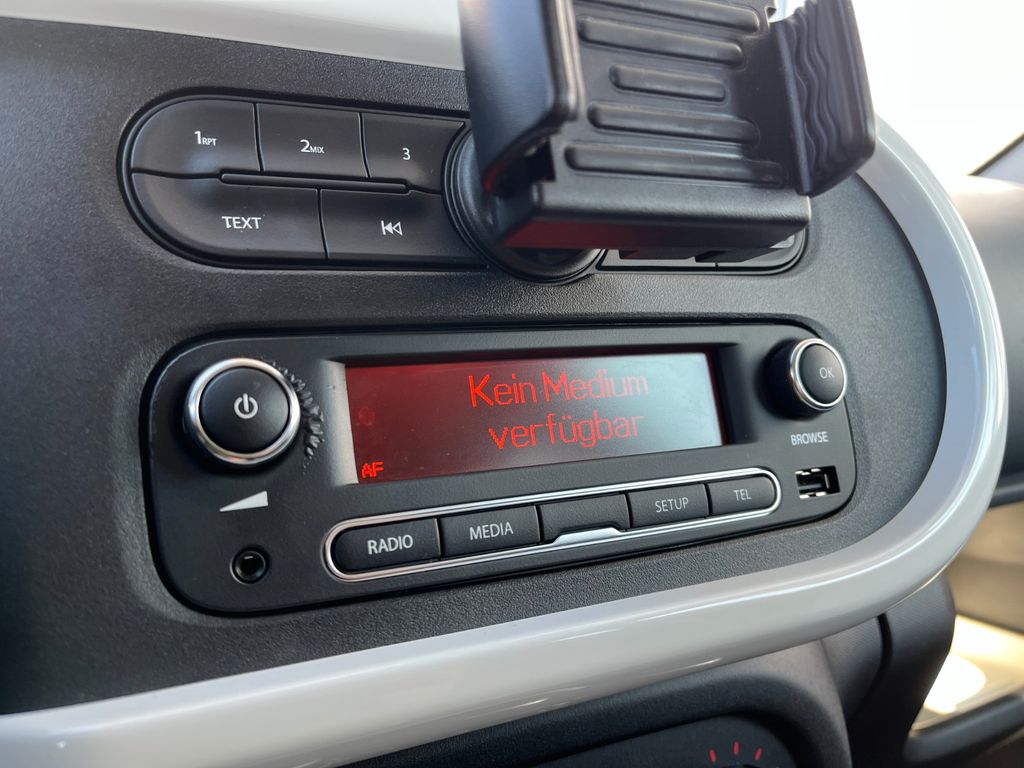 1RPT
2MIX
3
TEXT
Kein Medium
verfügbar
AF
OK
BROWSE
RADIO
MEDIA
SETUP
TEL